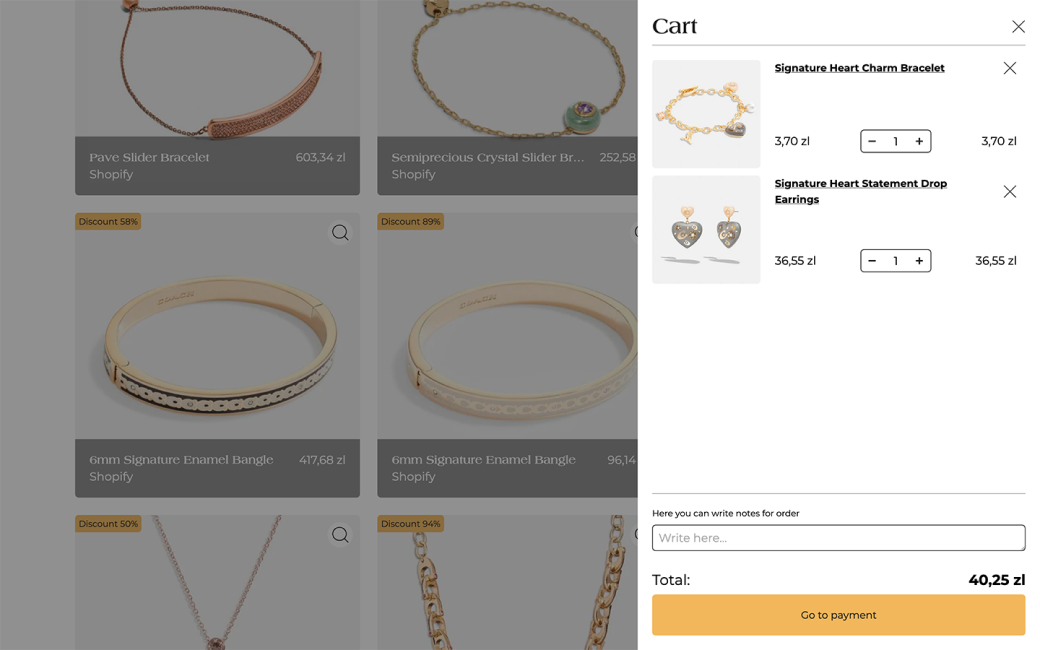 Pave Slider Bracelet 603,34 zl
Shopify
Semiprecious Crystal Slider Br... 252,58
Shopify
Discount 58%
COACH
6mm Signature Enamel Bangle 417,68 zl
Shopify
Discount 89%
COACH
6mm Signature Enamel Bangle 96,14
Shopify
Discount 50%
Discount 94%
Cart
Signature Heart Charm Bracelet
3,70 zl − 1 + 3,70 zl
Signature Heart Statement Drop
Earrings
36,55 zl − 1 + 36,55 zl
Here you can write notes for order
Write here...
Total: 40,25 zl
Go to payment